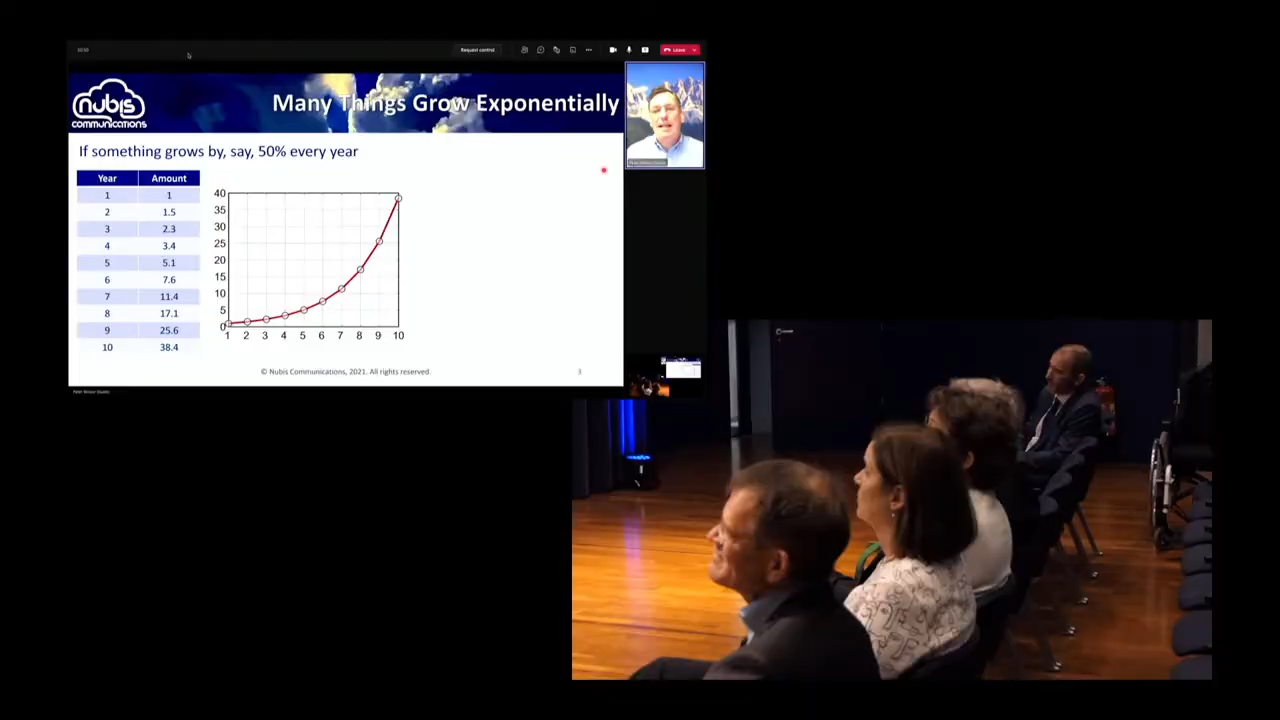 10:50
Request control
Leave
nubis
communications
Many Things Grow Exponentially
If something grows by, say, 50% every year
Year Amount
1 1
2 1.5
3 2.3
4 3.4
5 5.1
6 7.6
7 11.4
8 17.1
9 25.6
10 38.4
40
35
30
25
20
15
10
5
0
1 2 3 4 5 6 7 8 9 10
© Nubis Communications, 2021. All rights reserved.
3